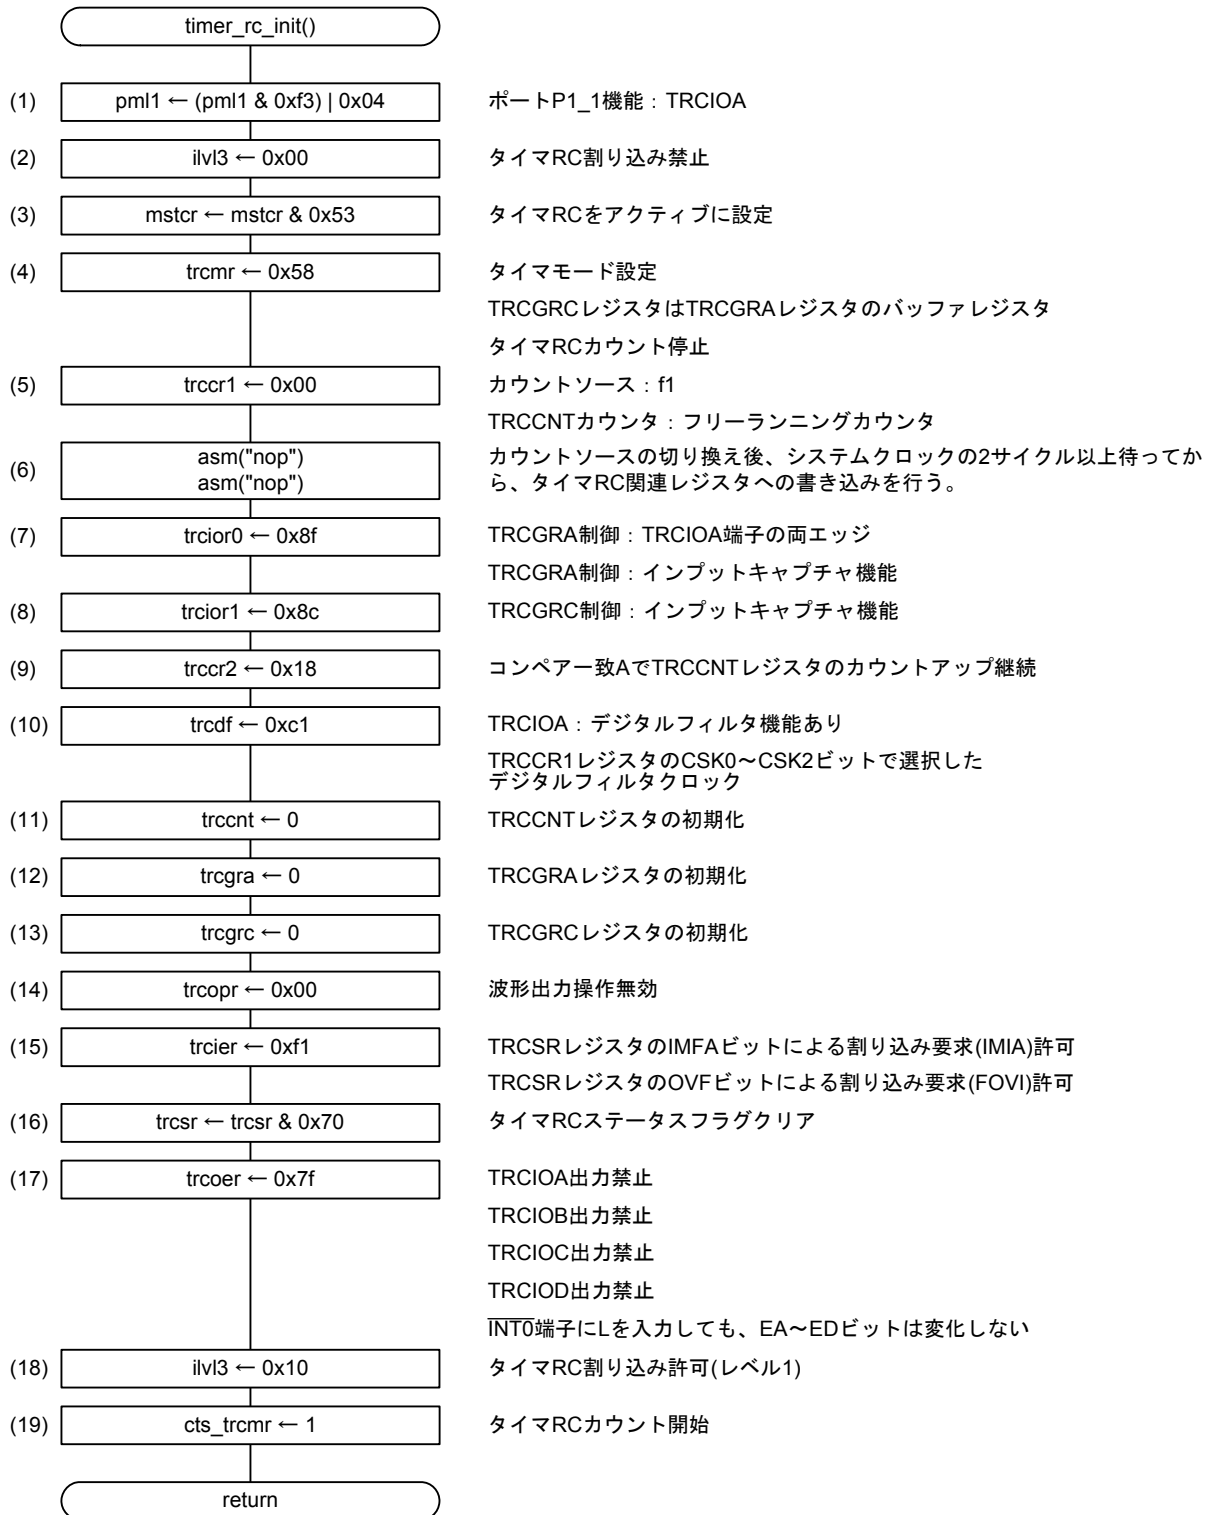 timer_rc_init()
(1) pml1 ← (pml1 & 0xf3) | 0x04 ポートP1_1機能：TRCIOA
(2) ilvl3 ← 0x00 タイマRC割り込み禁止
(3) mstcr ← mstcr & 0x53 タイマRCをアクティブに設定
(4) trcmr ← 0x58 タイマモード設定
TRCGRCレジスタはTRCGRAレジスタのバッファレジスタ
タイマRCカウント停止
(5) trccr1 ← 0x00 カウントソース：f1
TRCCNTカウンタ：フリーランニングカウンタ
(6) asm("nop") カウントソースの切り換え後、システムクロックの2サイクル以上待ってか
asm("nop") ら、タイマRC関連レジスタへの書き込みを行う。
(7) trcior0 ← 0x8f TRCGRA制御：TRCIOA端子の両エッジ
TRCGRA制御：インプットキャプチャ機能
(8) trcior1 ← 0x8c TRCGRC制御：インプットキャプチャ機能
(9) trccr2 ← 0x18 コンペアー致AでTRCCNTレジスタのカウントアップ継続
(10) trcdf ← 0xc1 TRCIOA：デジタルフィルタ機能あり
TRCCR1レジスタのCSK0～CSK2ビットで選択した
デジタルフィルタクロック
(11) trccnt ← 0 TRCCNTレジスタの初期化
(12) trcgra ← 0 TRCGRAレジスタの初期化
(13) trcgrc ← 0 TRCGRCレジスタの初期化
(14) trcopr ← 0x00 波形出力操作無効
(15) trcier ← 0xf1 TRCSRレジスタのIMFAビットによる割り込み要求(IMIA)許可
TRCSRレジスタのOVFビットによる割り込み要求(FOVI)許可
(16) trcsr ← trcsr & 0x70 タイマRCステータスフラグクリア
(17) trcoer ← 0x7f TRCIOA出力禁止
TRCIOB出力禁止
TRCIOC出力禁止
TRCIOD出力禁止
INT0端子にLを入力しても、EA～EDビットは変化しない
(18) ilvl3 ← 0x10 タイマRC割り込み許可(レベル1)
(19) cts_trcmr ← 1 タイマRCカウント開始
return